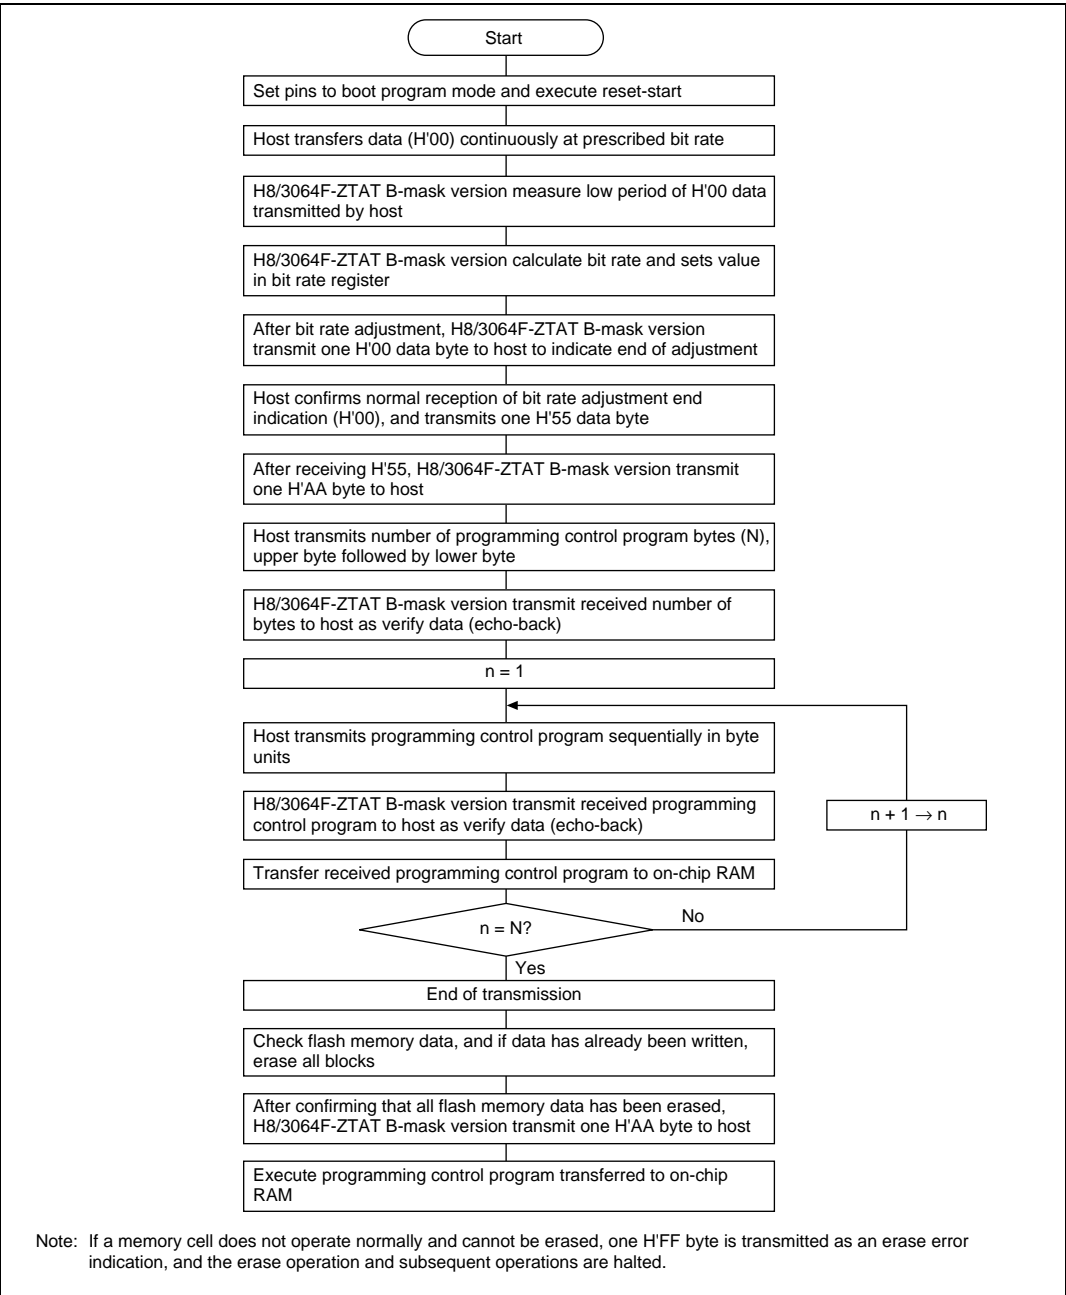 Start
Set pins to boot program mode and execute reset-start
Host transfers data (H'00) continuously at prescribed bit rate
H8/3064F-ZTAT B-mask version measure low period of H'00 data
transmitted by host
H8/3064F-ZTAT B-mask version calculate bit rate and sets value
in bit rate register
After bit rate adjustment, H8/3064F-ZTAT B-mask version
transmit one H'00 data byte to host to indicate end of adjustment
Host confirms normal reception of bit rate adjustment end
indication (H'00), and transmits one H'55 data byte
After receiving H'55, H8/3064F-ZTAT B-mask version transmit
one H'AA byte to host
Host transmits number of programming control program bytes (N),
upper byte followed by lower byte
H8/3064F-ZTAT B-mask version transmit received number of
bytes to host as verify data (echo-back)
n = 1
Host transmits programming control program sequentially in byte
units
H8/3064F-ZTAT B-mask version transmit received programming
control program to host as verify data (echo-back)
n + 1 → n
Transfer received programming control program to on-chip RAM
n = N?
No
Yes
End of transmission
Check flash memory data, and if data has already been written,
erase all blocks
After confirming that all flash memory data has been erased,
H8/3064F-ZTAT B-mask version transmit one H'AA byte to host
Execute programming control program transferred to on-chip
RAM
Note: If a memory cell does not operate normally and cannot be erased, one H'FF byte is transmitted as an erase error
indication, and the erase operation and subsequent operations are halted.